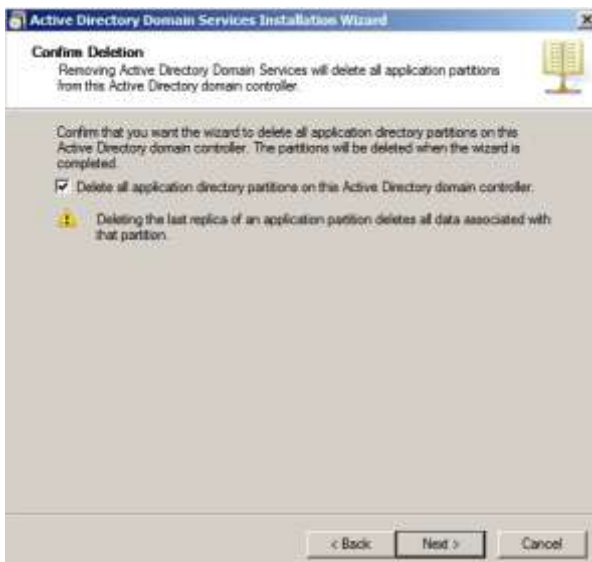 Active Directory Domain Services Installation Wizard
Confirm Deletion
Removing Active Directory Domain Services will delete all application partitions
from this Active Directory domain controller.
Confirm that you want the wizard to delete all application directory partitions on this
Active Directory domain controller. The partitions will be deleted when the wizard is
completed.
Delete all application directory partitions on this Active Directory domain controller.
Deleting the last replica of an application partition deletes all data associated with
that partition.
< Back
Next >
Cancel